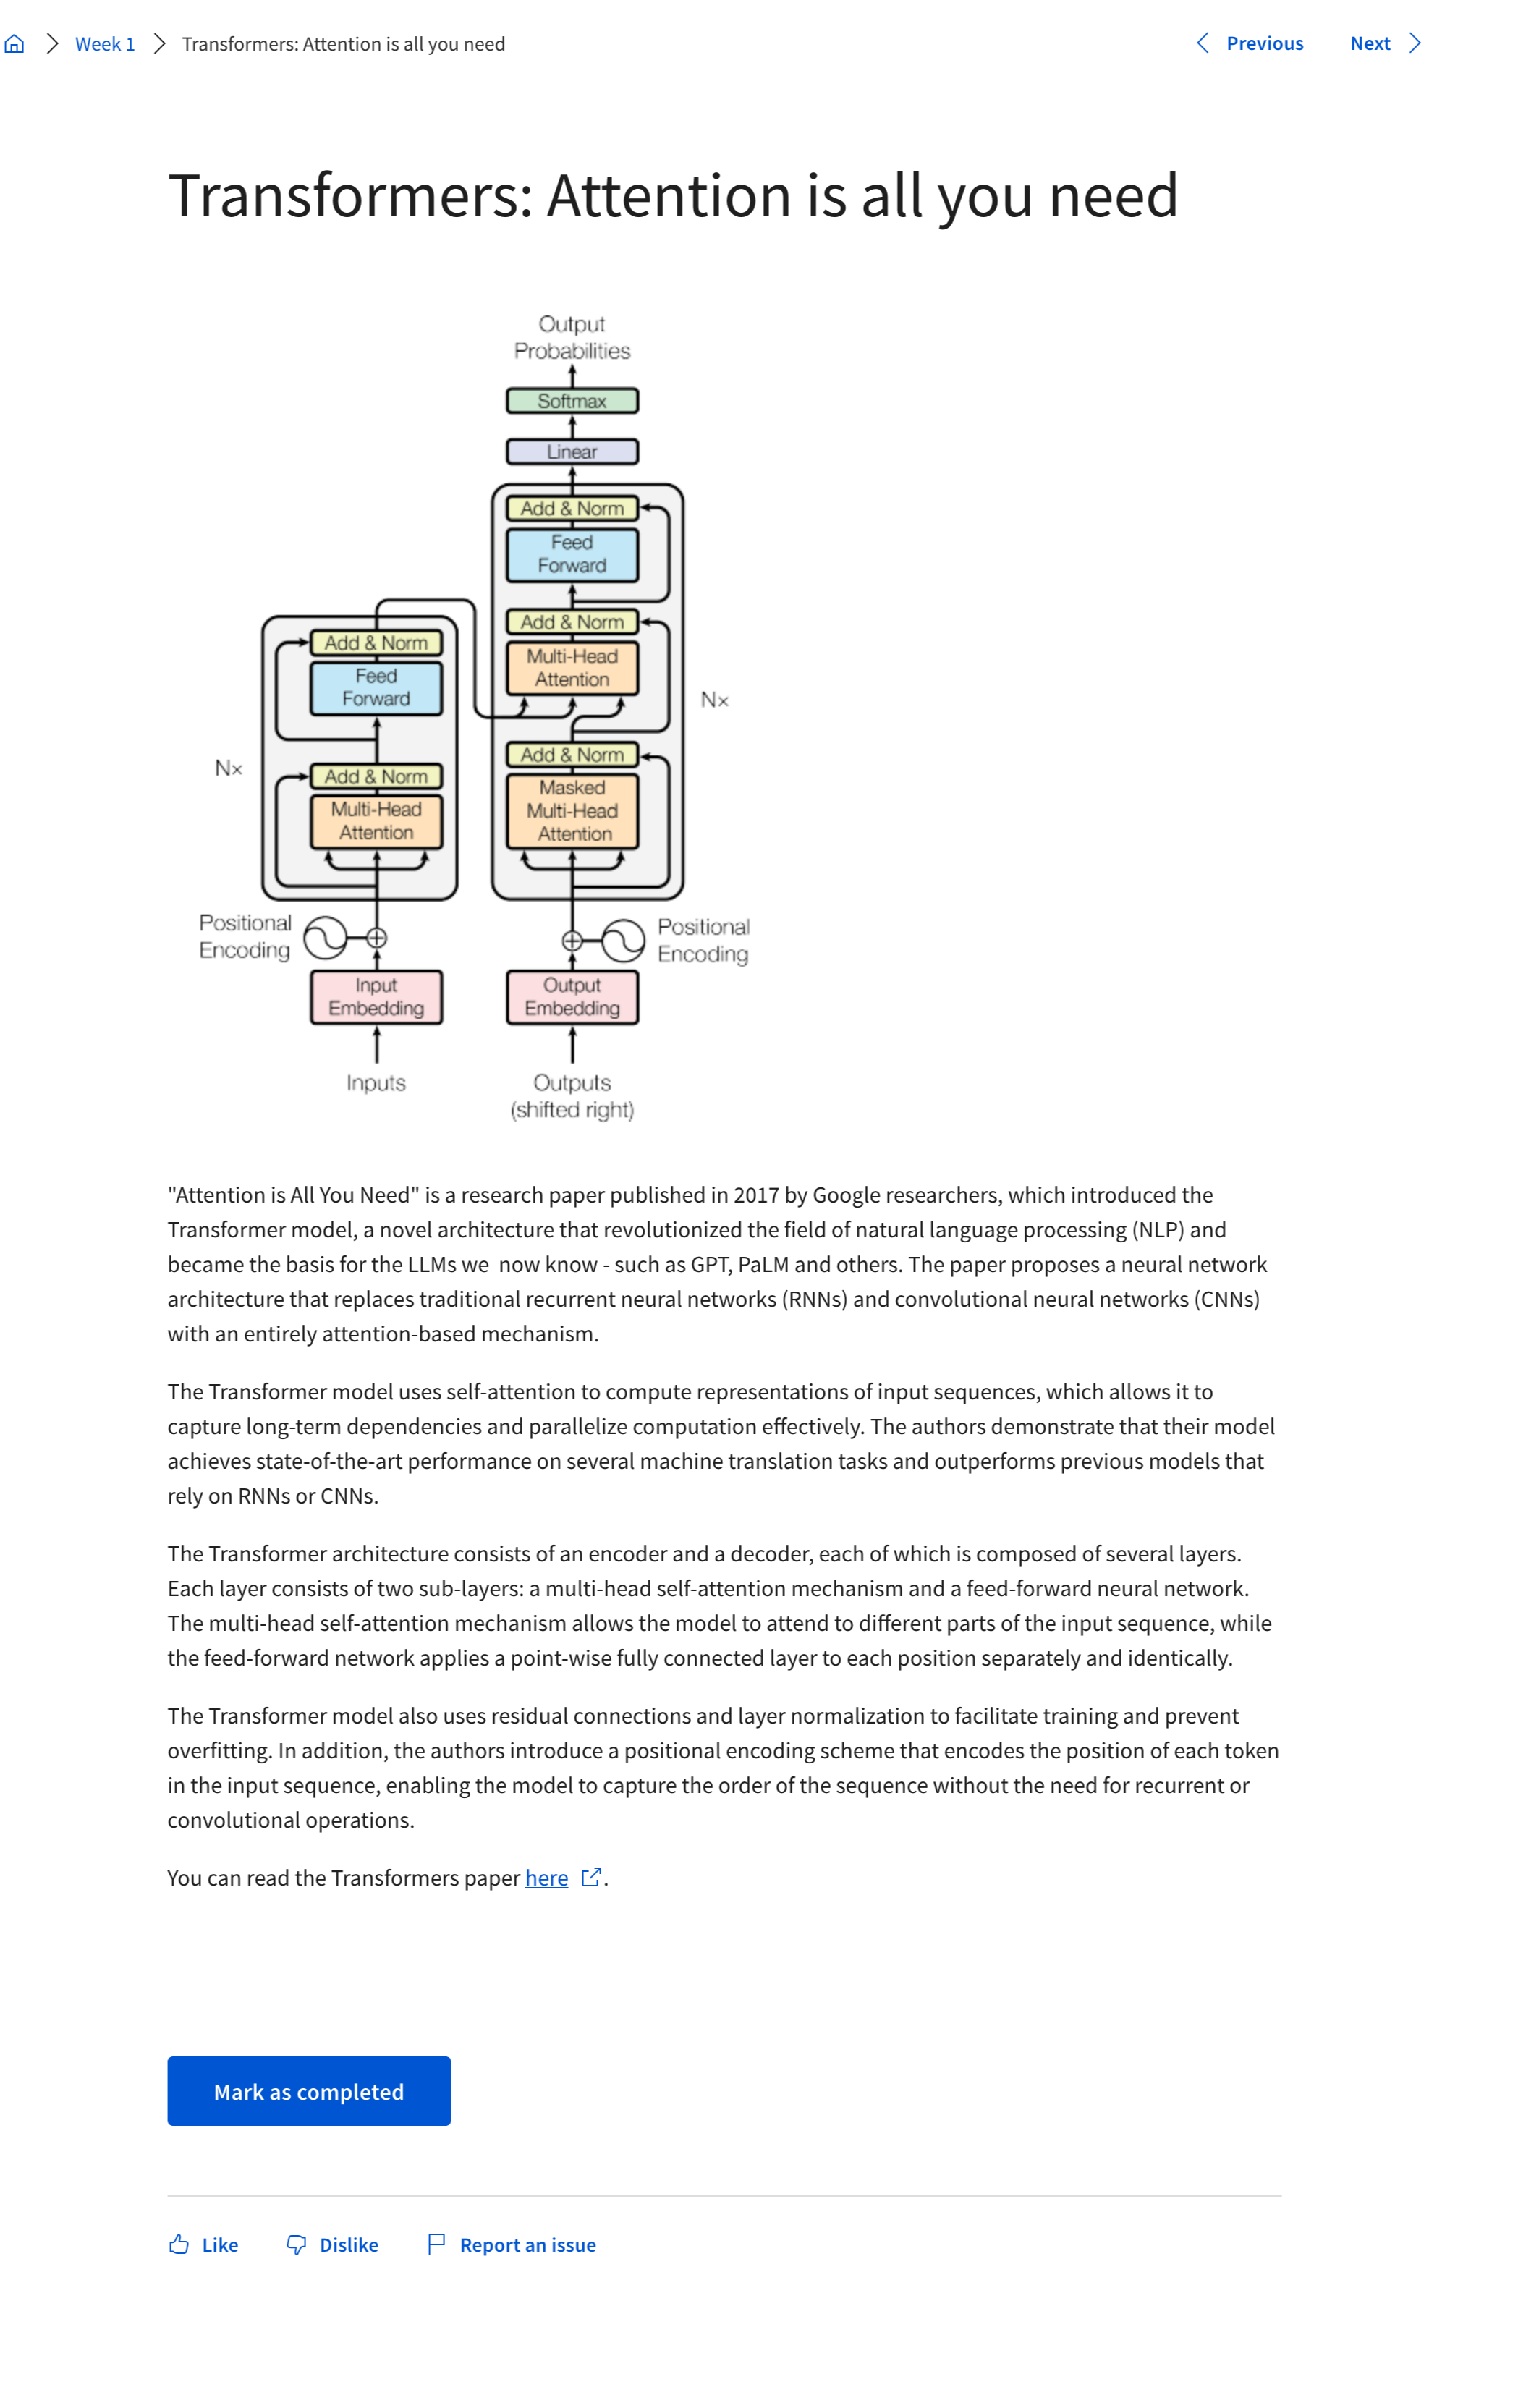 Week 1 Transformers: Attention is all you need Previous Next
Transformers: Attention is all you need
Output
Probabilities
Softmax
Linear
Add & Norm
Feed
Forward
Add & Norm
Multi-Head
Attention
Nx
Add & Norm
Masked
Multi-Head
Attention
Add & Norm
Feed
Forward
Nx
Add & Norm
Multi-Head
Attention
Positional
Encoding
Positional
Encoding
Input
Embedding
Output
Embedding
Inputs
Outputs
(shifted right)
"Attention is All You Need" is a research paper published in 2017 by Google researchers, which introduced the
Transformer model, a novel architecture that revolutionized the field of natural language processing (NLP) and
became the basis for the LLMs we  now know - such as GPT, PaLM and others. The paper proposes a neural network
architecture that replaces traditional recurrent neural networks (RNNs) and convolutional neural networks (CNNs)
with an entirely attention-based mechanism.
The Transformer model uses self-attention to compute representations of input sequences, which allows it to
capture long-term dependencies and parallelize computation effectively. The authors demonstrate that their model
achieves state-of-the-art performance on several machine translation tasks and outperforms previous models that
rely on RNNs or CNNs.
The Transformer architecture consists of an encoder and a decoder, each of which is composed of several layers.
Each layer consists of two sub-layers: a multi-head self-attention mechanism and a feed-forward neural network.
The multi-head self-attention mechanism allows the model to attend to different parts of the input sequence, while
the feed-forward network applies a point-wise fully connected layer to each position separately and identically.
The Transformer model also uses residual connections and layer normalization to facilitate training and prevent
overfitting. In addition, the authors introduce a positional encoding scheme that encodes the position of each token
in the input sequence, enabling the model to capture the order of the sequence without the need for recurrent or
convolutional operations.
You can read the Transformers paper here .
Mark as completed
Like Dislike Report an issue